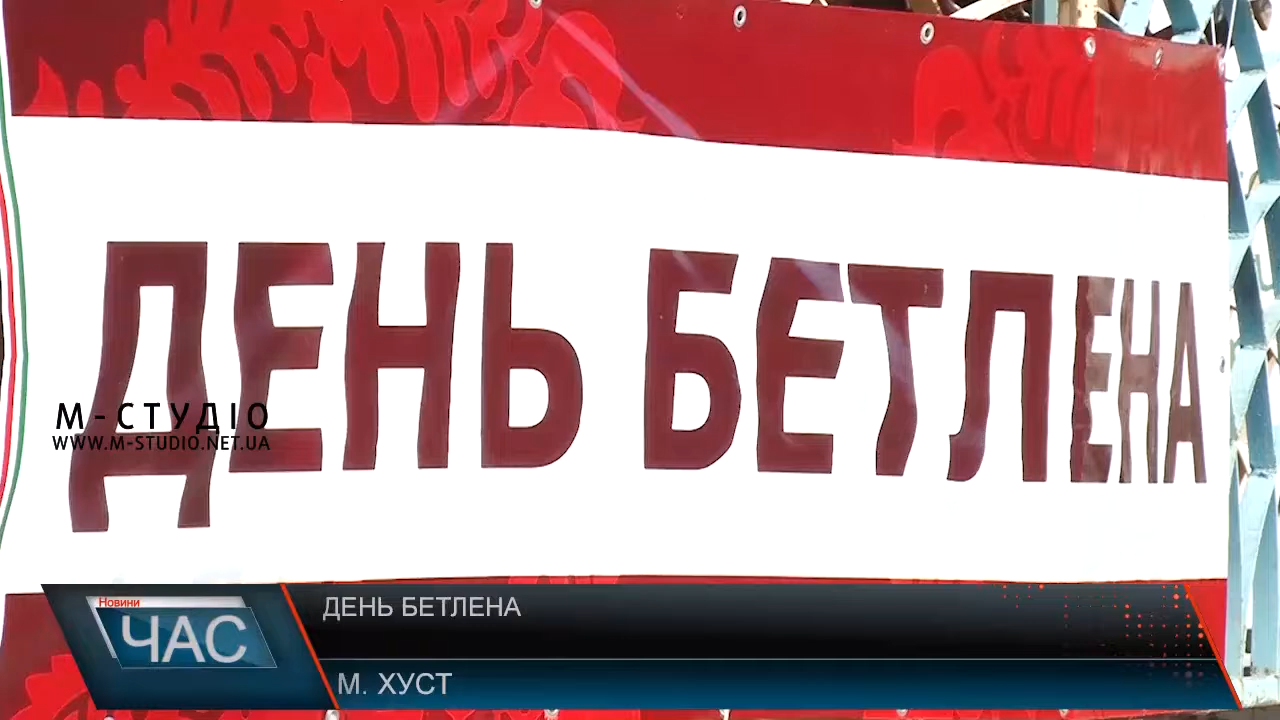 ДЕНЬ БЕТЛЕНА
М-СТУДІО
WWW.M-STUDIO.NET.UA
Новини
ЧАС
ДЕНЬ БЕТЛЕНА
М. ХУСТ